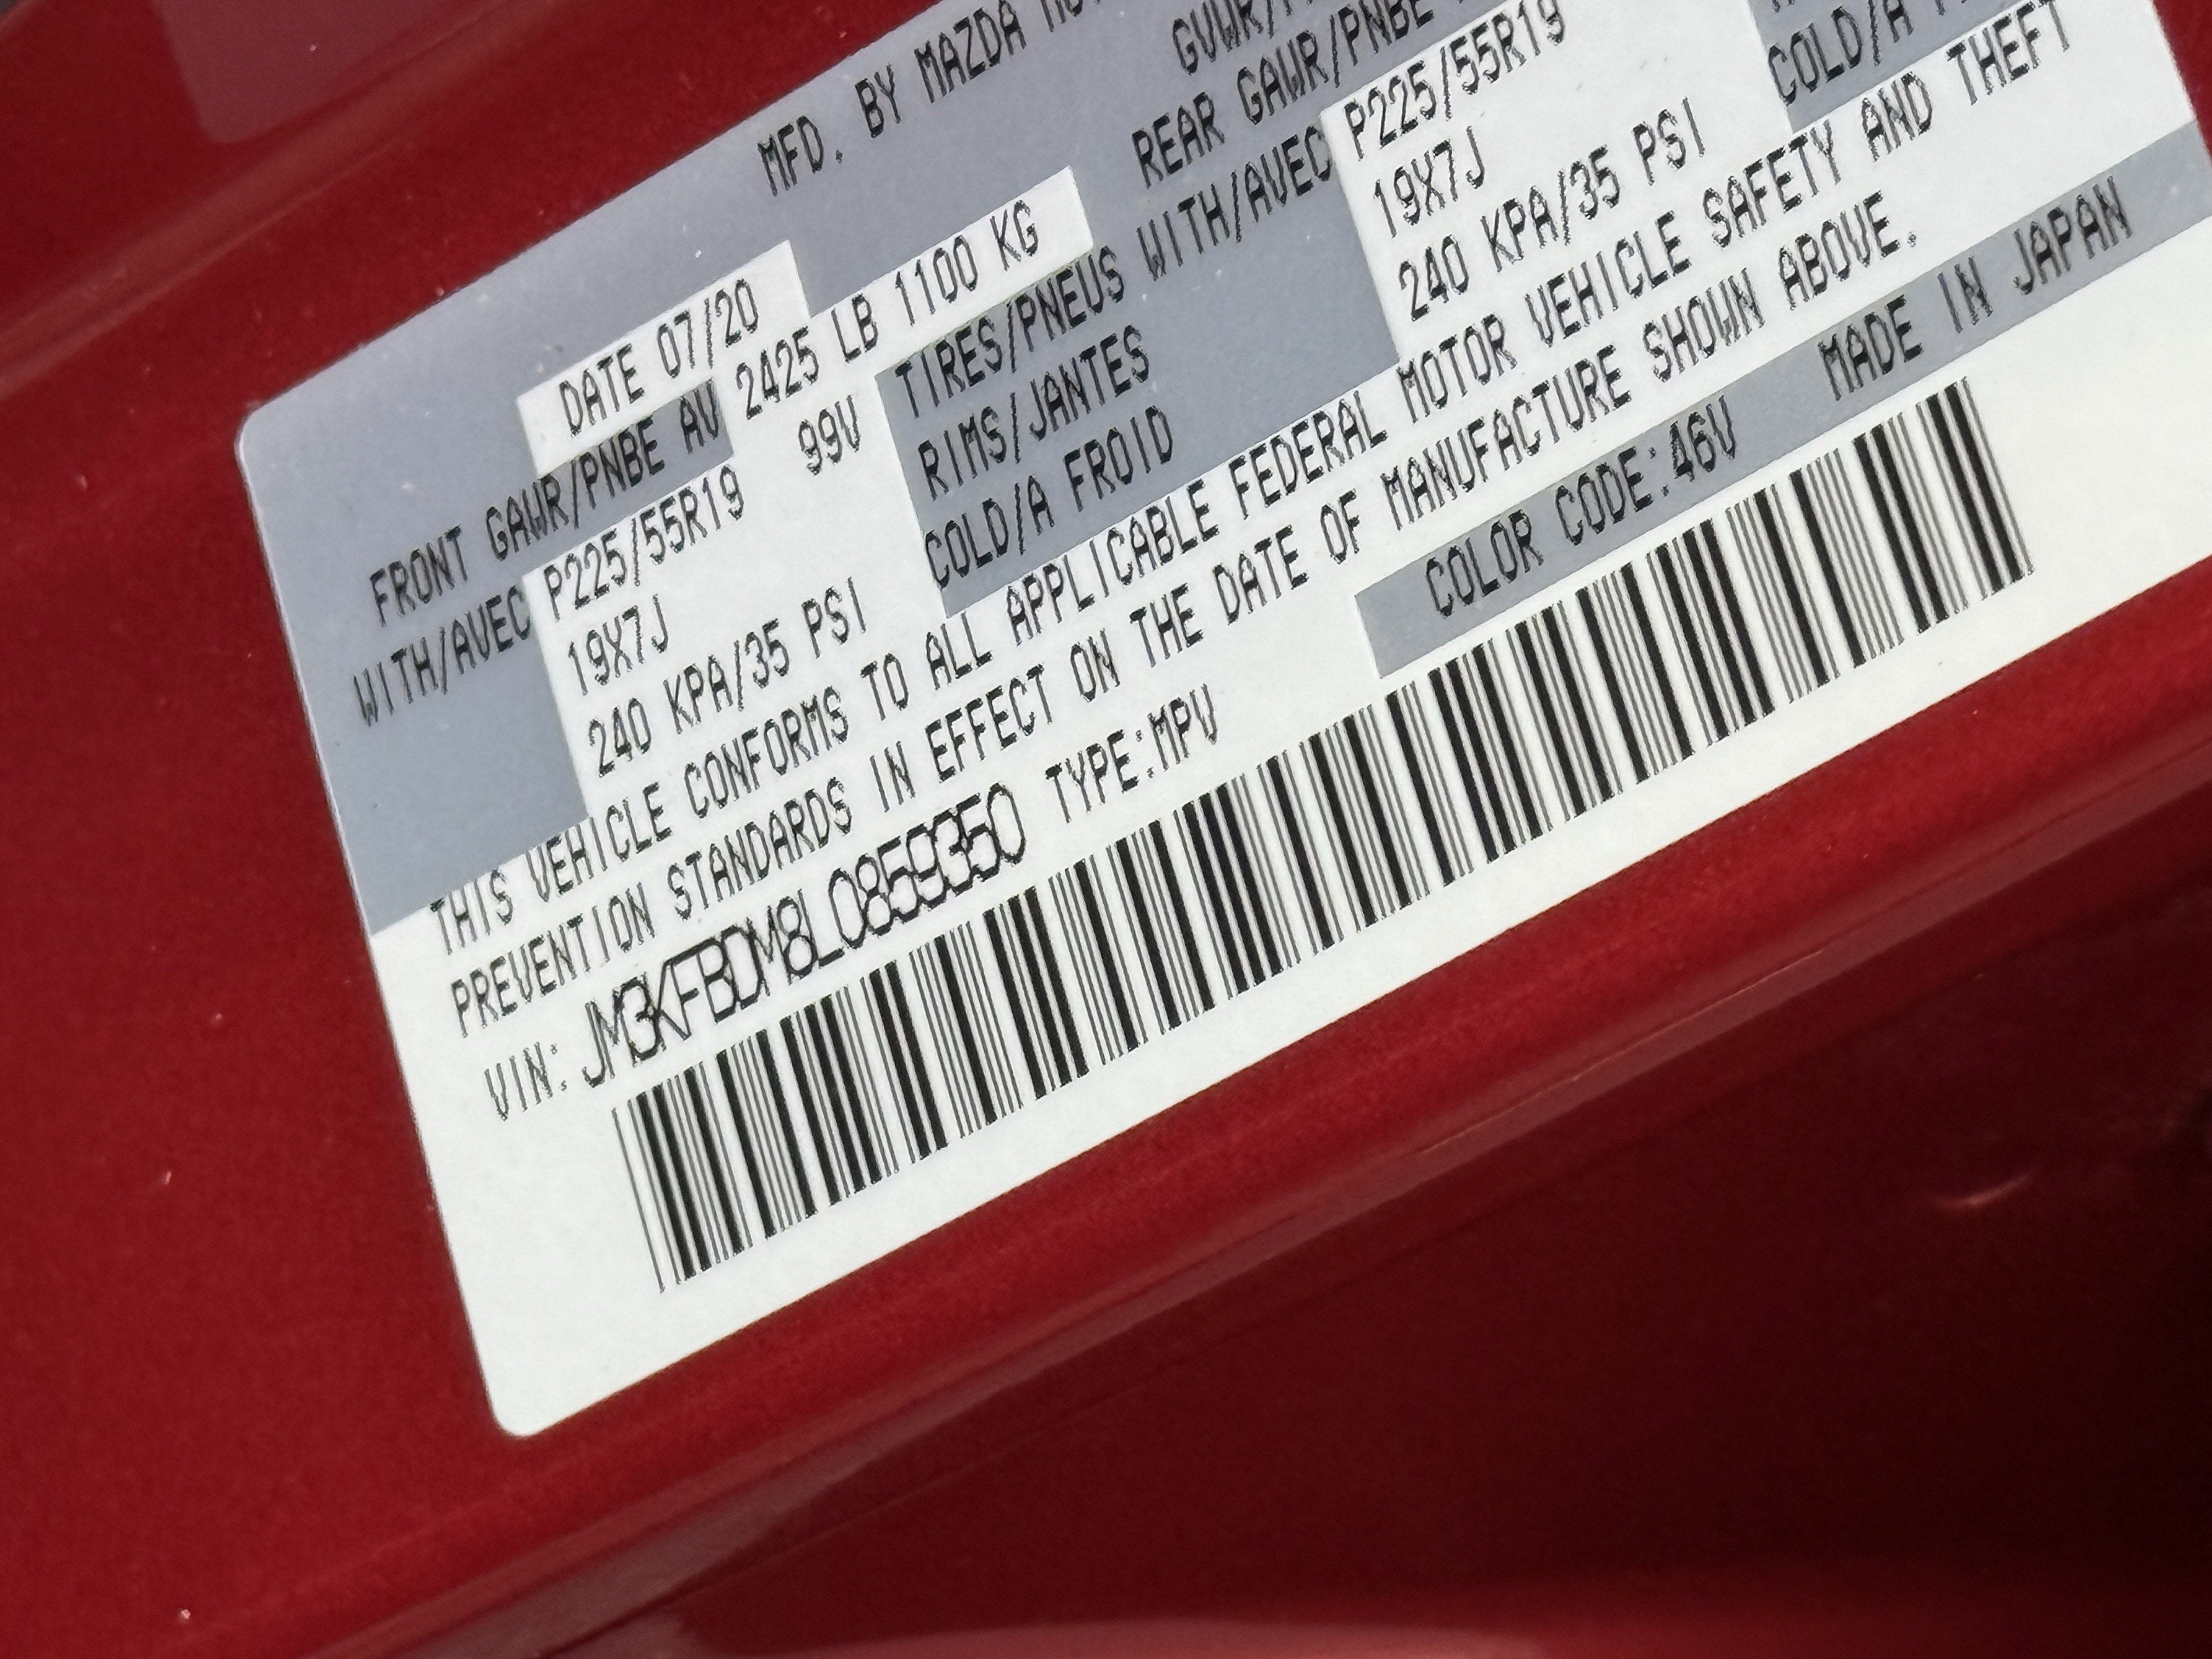 MFD. BY MAZDA
DATE 07/20
FRONT GAWR/PNBE AV 2425 LB 1100 KG
REAR GAWR/PNBE
WITH/AVEC P225/55R19 99V TIRES/PNEUS WITH/AVEC P225/55R19
19X7J RIMS/JANTES 19X7J
240 KPA/35 PSI COLD/A FROID 240 KPA/35 PSI COLD/A
THIS VEHICLE CONFORMS TO ALL APPLICABLE FEDERAL MOTOR VEHICLE SAFETY AND THEFT
PREVENTION STANDARDS IN EFFECT ON THE DATE OF MANUFACTURE SHOWN ABOVE.
VIN: JM3KFBDM8L0859350 TYPE:MPV COLOR CODE:46V MADE IN JAPAN